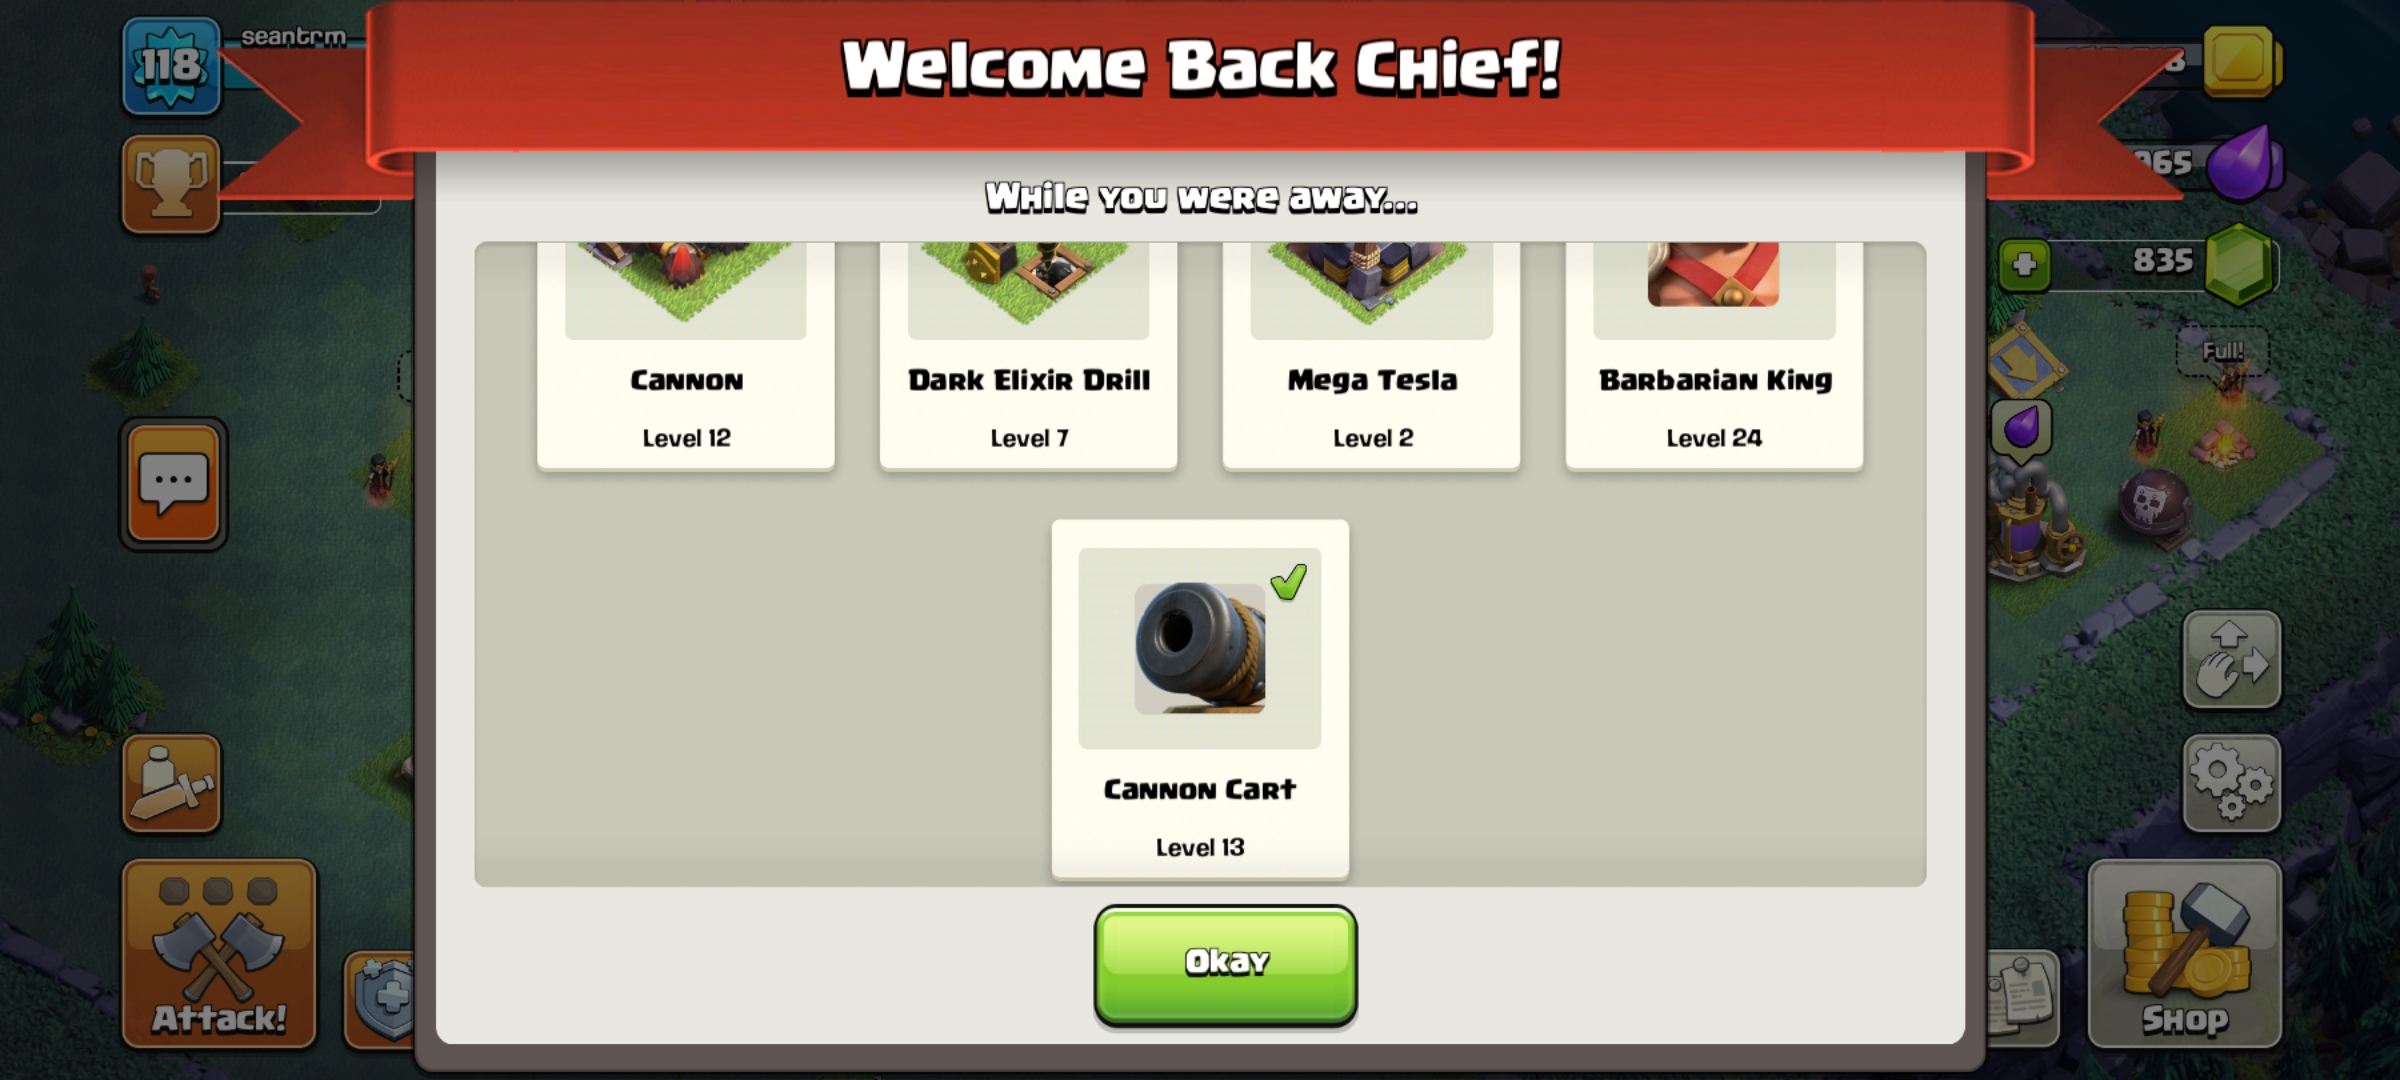 118
seantrm
Welcome Back Chief!
While you were away...
835
Full!
Cannon
Level 12
Dark Elixir Drill
Level 7
Mega Tesla
Level 2
Barbarian King
Level 24
Cannon Cart
Level 13
Okay
Attack!
Shop